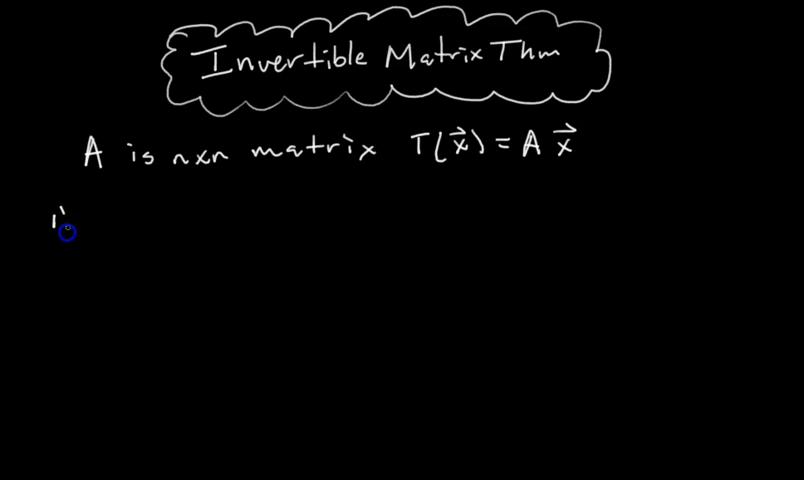 Invertible Matrix Thm
A is nxn matrix T(x⃗) = A x⃗